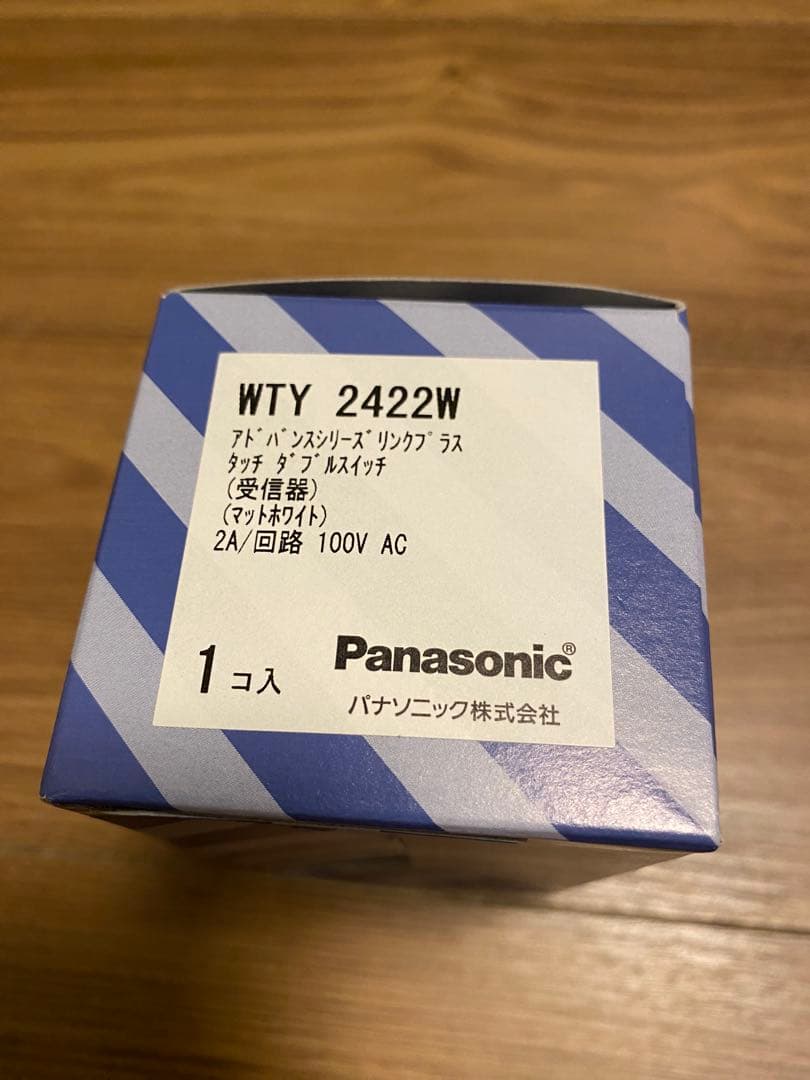 WTY 2422W
ｱﾄﾞﾊﾞﾝｽｼﾘｰｽﾞﾘﾝｸﾌﾟﾗｽ
ﾀｯﾁ ﾀﾞﾌﾞﾙｽｲｯﾁ
(受信器)
(ﾏｯﾄﾎﾜｲﾄ)
2A/回路 100V AC
1コ入
Panasonic®
パナソニック株式会社